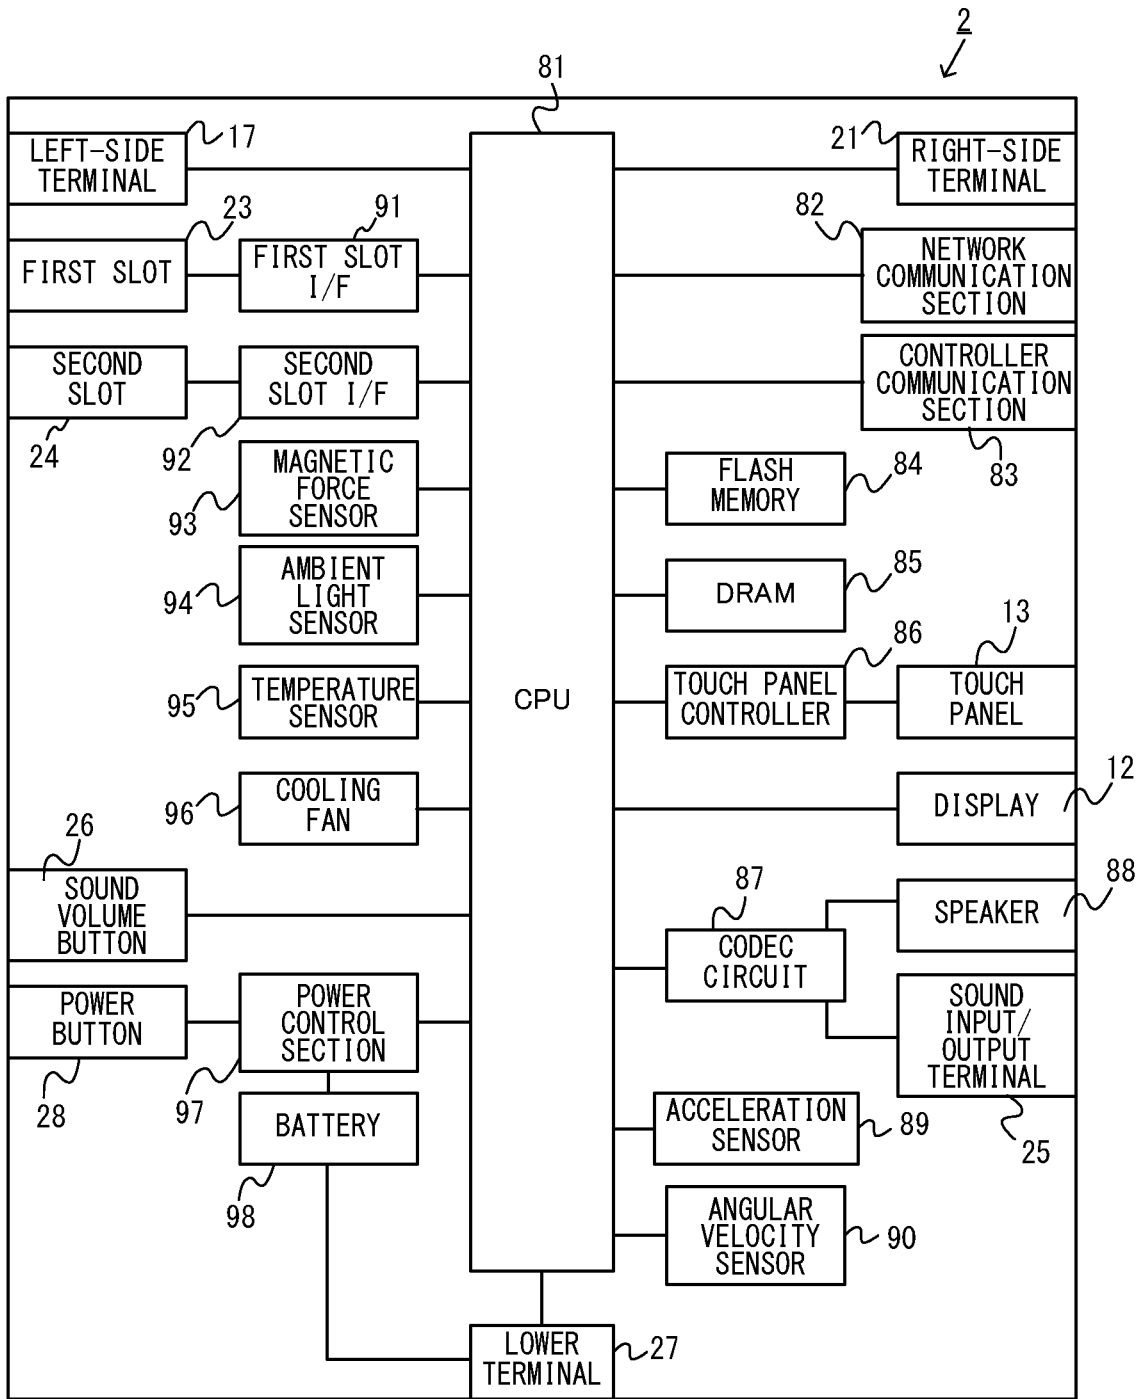 2
81
LEFT-SIDE
TERMINAL
17
21
RIGHT-SIDE
TERMINAL
23
FIRST SLOT
91
FIRST SLOT
I/F
82
NETWORK
COMMUNICATION
SECTION
SECOND
SLOT
24
SECOND
SLOT I/F
92
CONTROLLER
COMMUNICATION
SECTION
83
MAGNETIC
FORCE
SENSOR
93
FLASH
MEMORY
84
AMBIENT
LIGHT
SENSOR
94
DRAM
85
TEMPERATURE
SENSOR
95
CPU
TOUCH PANEL
CONTROLLER
86
13
TOUCH
PANEL
COOLING
FAN
96
DISPLAY
12
26
SOUND
VOLUME
BUTTON
87
CODEC
CIRCUIT
SPEAKER
88
POWER
BUTTON
28
POWER
CONTROL
SECTION
97
SOUND
INPUT/
OUTPUT
TERMINAL
25
BATTERY
98
ACCELERATION
SENSOR
89
ANGULAR
VELOCITY
SENSOR
90
LOWER
TERMINAL
27